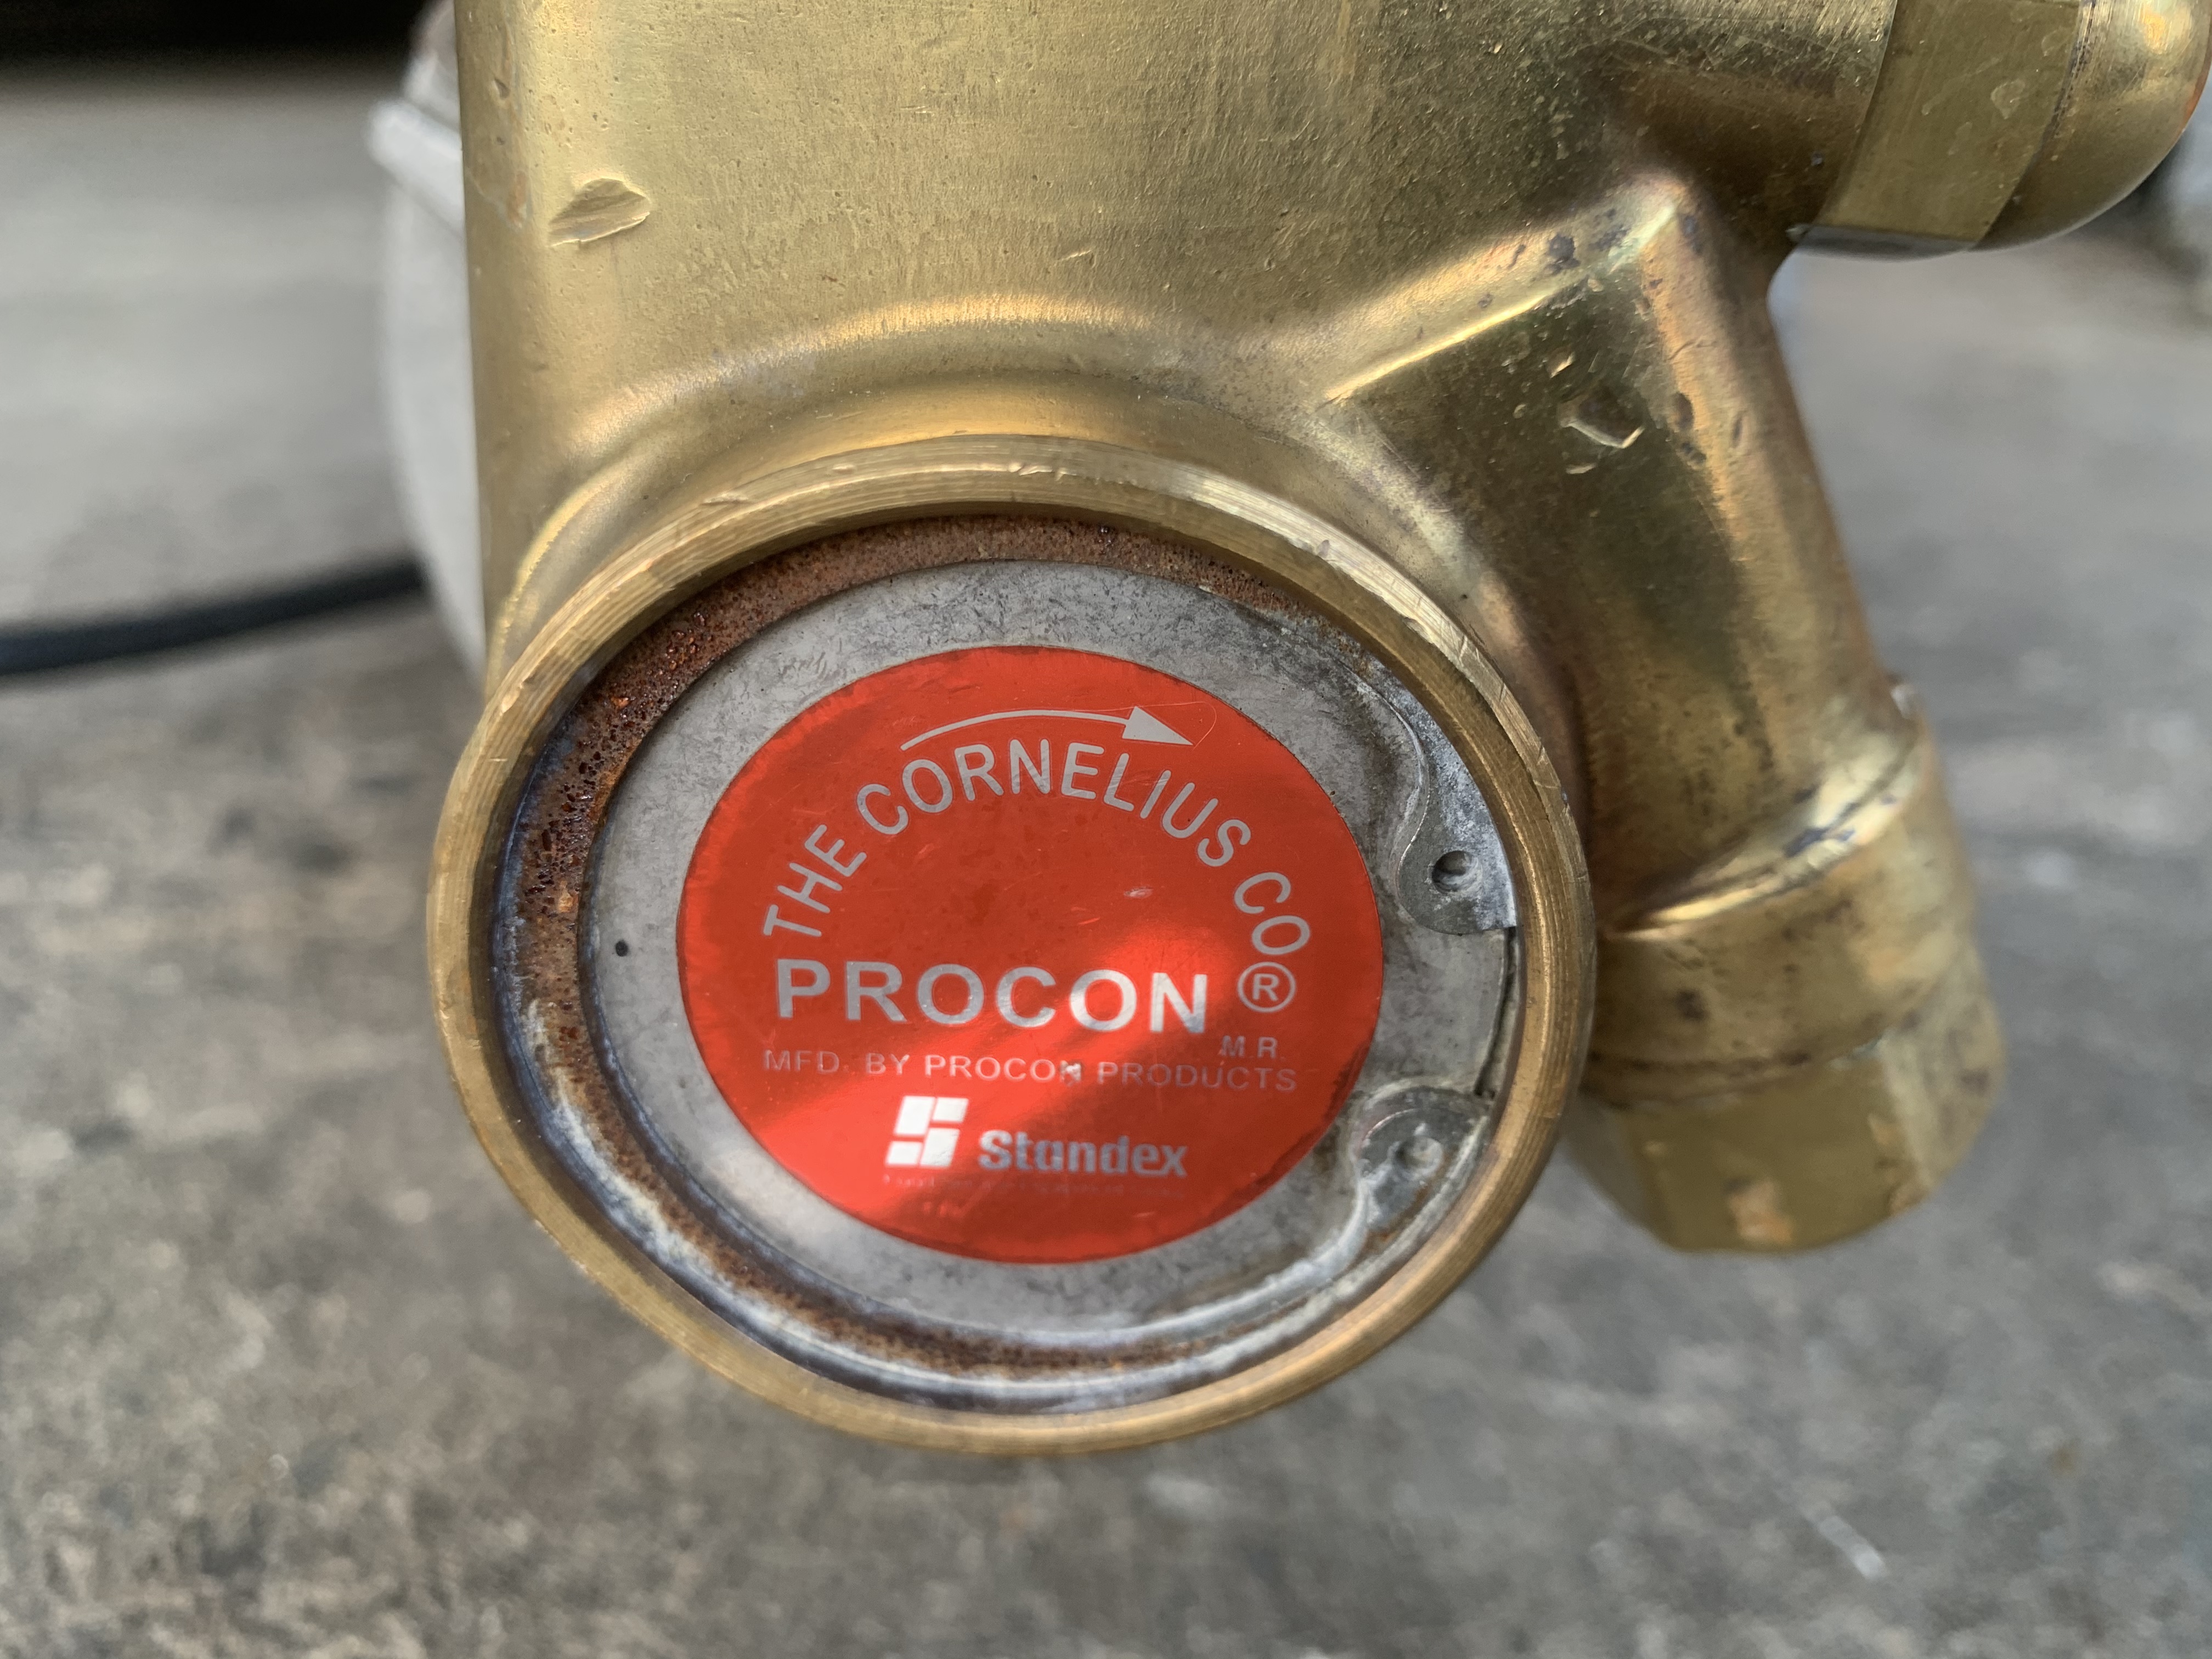 THE CORNELIUS CO
PROCON ®
M.R.
MFD. BY PROCON PRODUCTS
Standex